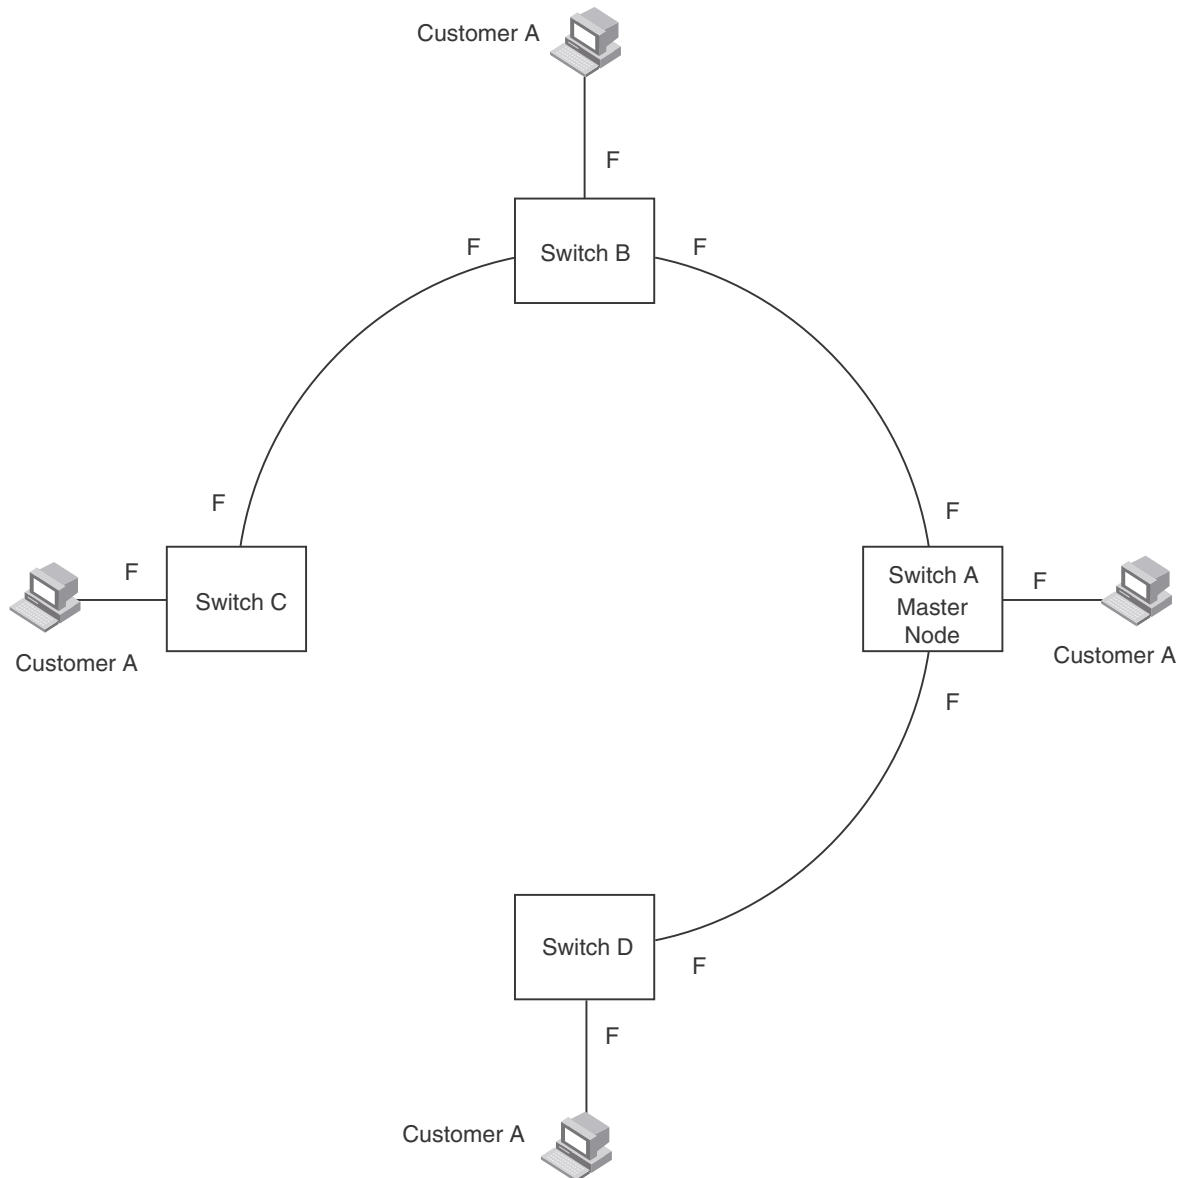 Customer A
F
F
Switch B
F
F
F
F
Switch C
Switch A
Master
Node
F
Customer A
Customer A
F
Switch D
F
F
Customer A